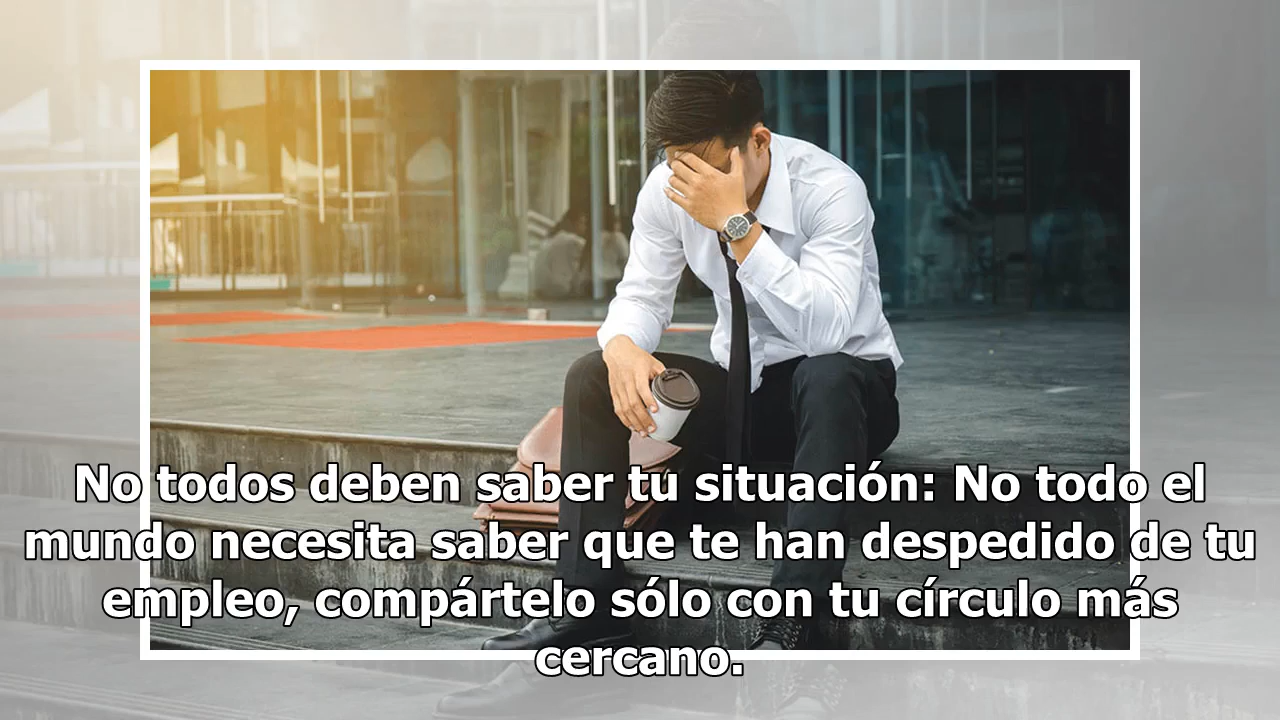 No todos deben saber tu situación: No todo el
mundo necesita saber que te han despedido de tu
empleo, compártelo sólo con tu círculo más
cercano.